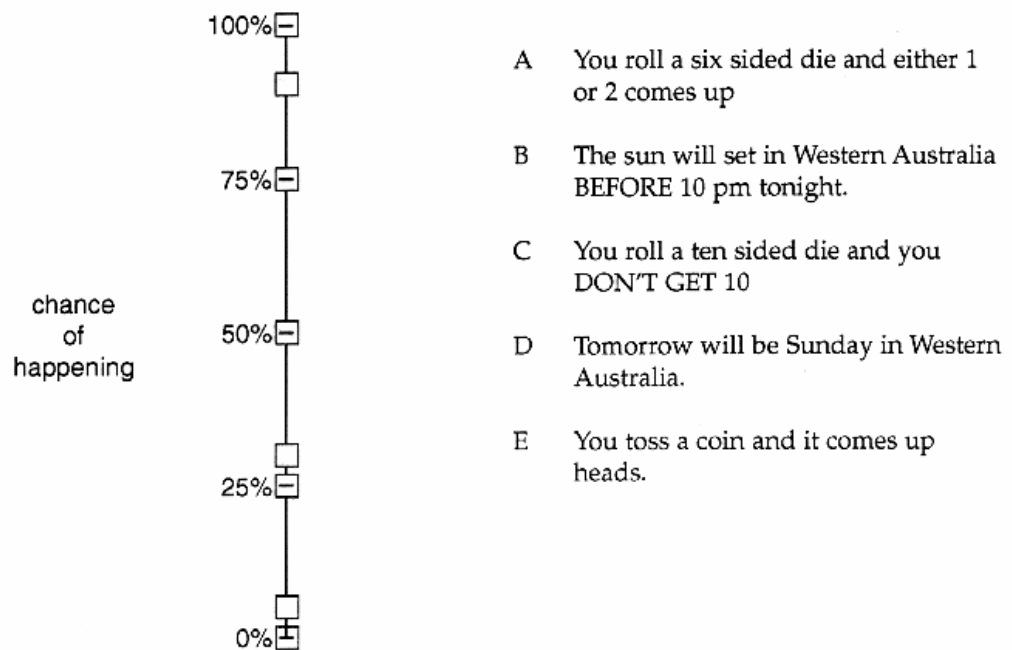 100%
75%
chance
of
happening
50%
25%
0%
A You roll a six sided die and either 1
or 2 comes up
B The sun will set in Western Australia
BEFORE 10 pm tonight.
C You roll a ten sided die and you
DON'T GET 10
D Tomorrow will be Sunday in Western
Australia.
E You toss a coin and it comes up
heads.